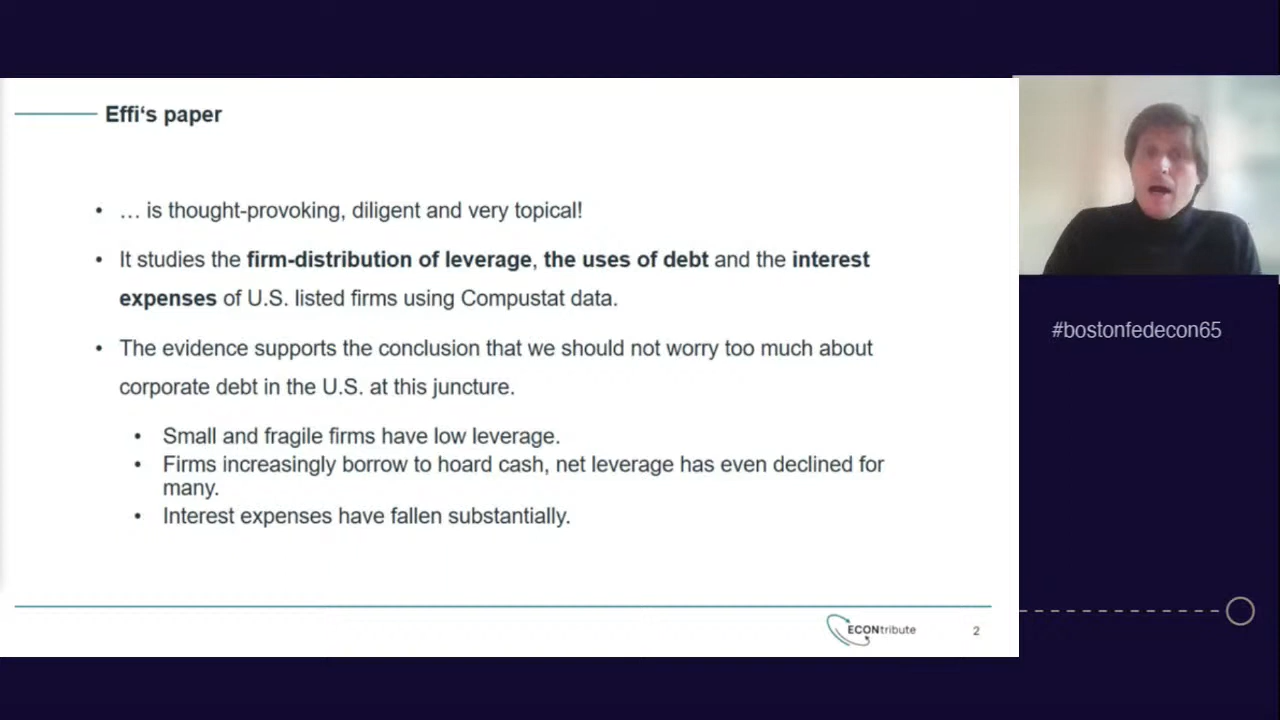 Effi‘s paper
• … is thought-provoking, diligent and very topical!
• It studies the firm-distribution of leverage, the uses of debt and the interest
expenses of U.S. listed firms using Compustat data.
• The evidence supports the conclusion that we should not worry too much about
corporate debt in the U.S. at this juncture.
• Small and fragile firms have low leverage.
• Firms increasingly borrow to hoard cash, net leverage has even declined for
many.
• Interest expenses have fallen substantially.
ECONtribute
2
#bostonfedecon65